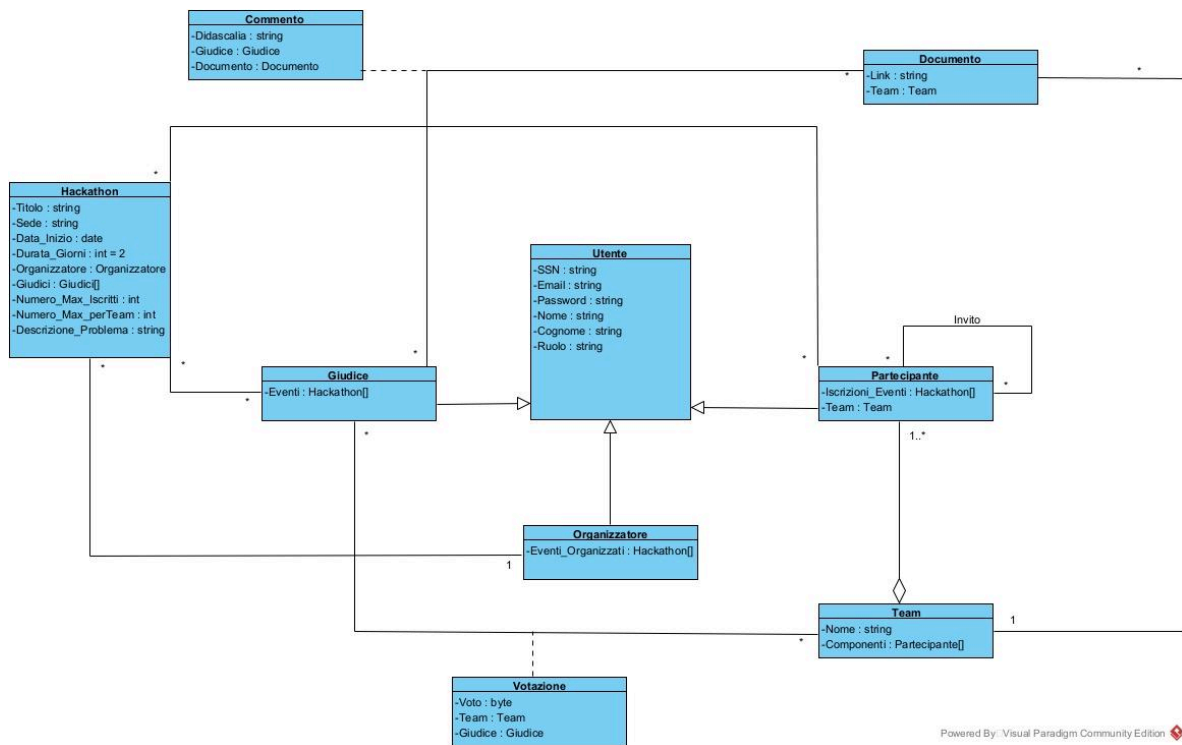 Commento
-Didascalia : string
-Giudice : Giudice
-Documento : Documento
Documento
-Link : string
-Team : Team
*
*
*
*
Hackathon
-Titolo : string
-Sede : string
-Data_Inizio : date
-Durata_Giorni : int = 2
-Organizzatore : Organizzatore
-Giudici : Giudici[]
-Numero_Max_Iscritti : int
-Numero_Max_perTeam : int
-Descrizione_Problema : string
*
*
Utente
-SSN : string
-Email : string
-Password : string
-Nome : string
-Cognome : string
-Ruolo : string
Invito
*
*
*
Giudice
-Eventi : Hackathon[]
*
*
Partecipante
-Iscrizioni_Eventi : Hackathon[]
-Team : Team
1..*
Organizzatore
-Eventi_Organizzati : Hackathon[]
1
Team
-Nome : string
-Componenti : Partecipante[]
1
*
Votazione
-Voto : byte
-Team : Team
-Giudice : Giudice
Powered By: Visual Paradigm Community Edition